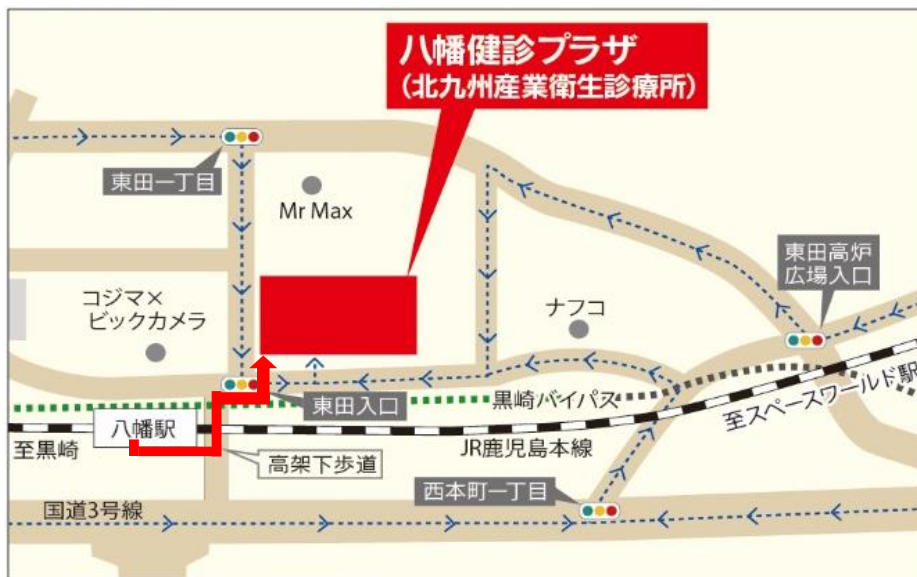 八幡健診プラザ
(北九州産業衛生診療所)
東田一丁目
Mr Max
東田高炉
広場入口
コジマ×
ビックカメラ
ナフコ
東田入口
黒崎バイパス
至スペースワールド駅
八幡駅
至黒崎
高架下歩道
JR鹿児島本線
西本町一丁目
国道3号線